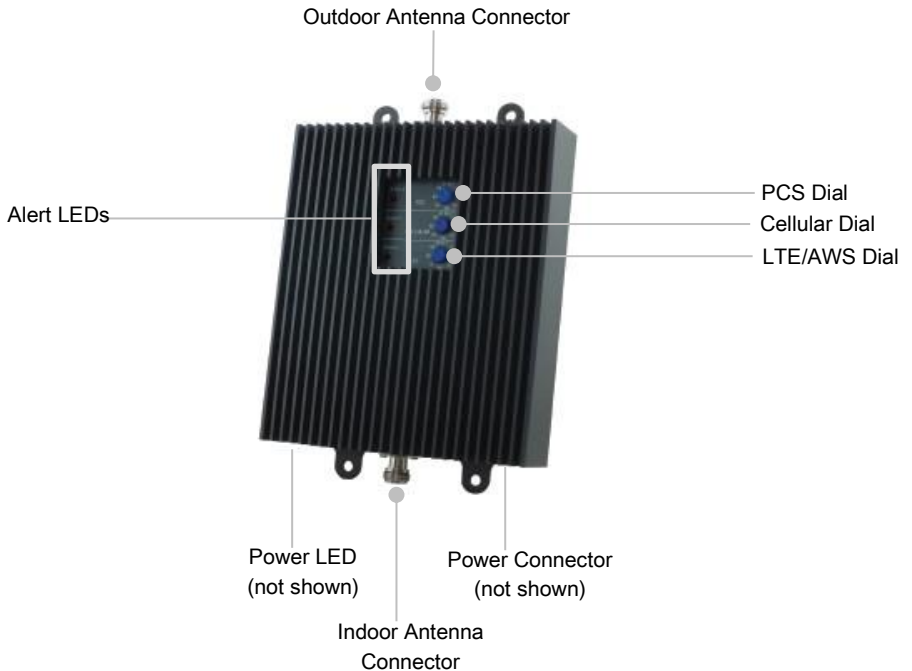 Outdoor Antenna Connector
PCS Dial
Alert LEDs
Cellular Dial
LTE/AWS Dial
Power LED
(not shown)
Power Connector
(not shown)
Indoor Antenna
Connector